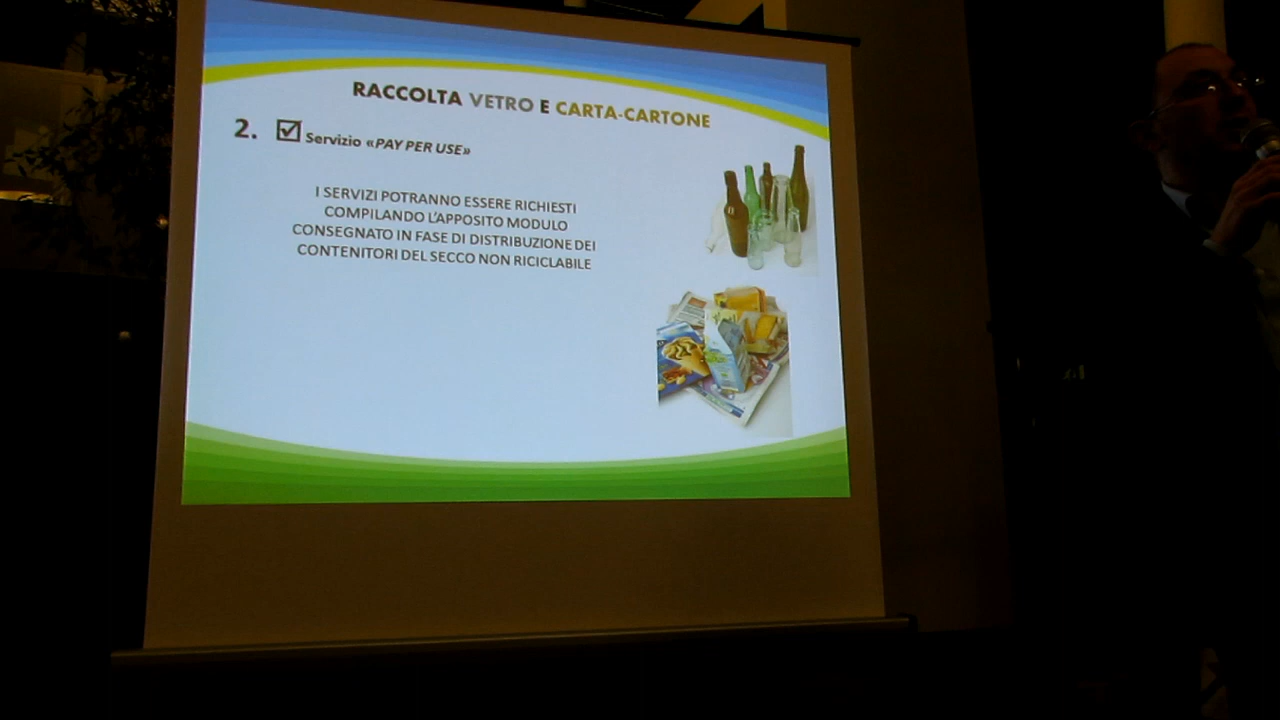 RACCOLTA VETRO E CARTA-CARTONE
2. Servizio «PAY PER USE»
I SERVIZI POTRANNO ESSERE RICHIESTI
COMPILANDO L'APPOSITO MODULO
CONSEGNATO IN FASE DI DISTRIBUZIONE DEI
CONTENITORI DEL SECCO NON RICICLABILE